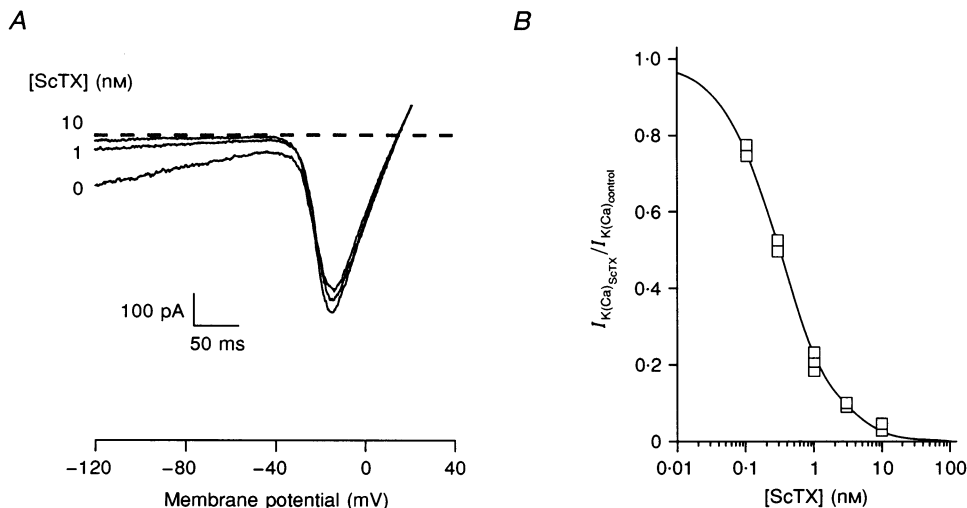 A
[ScTX] (nM)
10
1
0
100 pA
50 ms
−120 −80 −40 0 40
Membrane potential (mV)
B
1·0
0·8
0·6
0·4
0·2
0
I K(Ca) ScTX / I K(Ca) control
0·01 0·1 1 10 100
[ScTX] (nM)